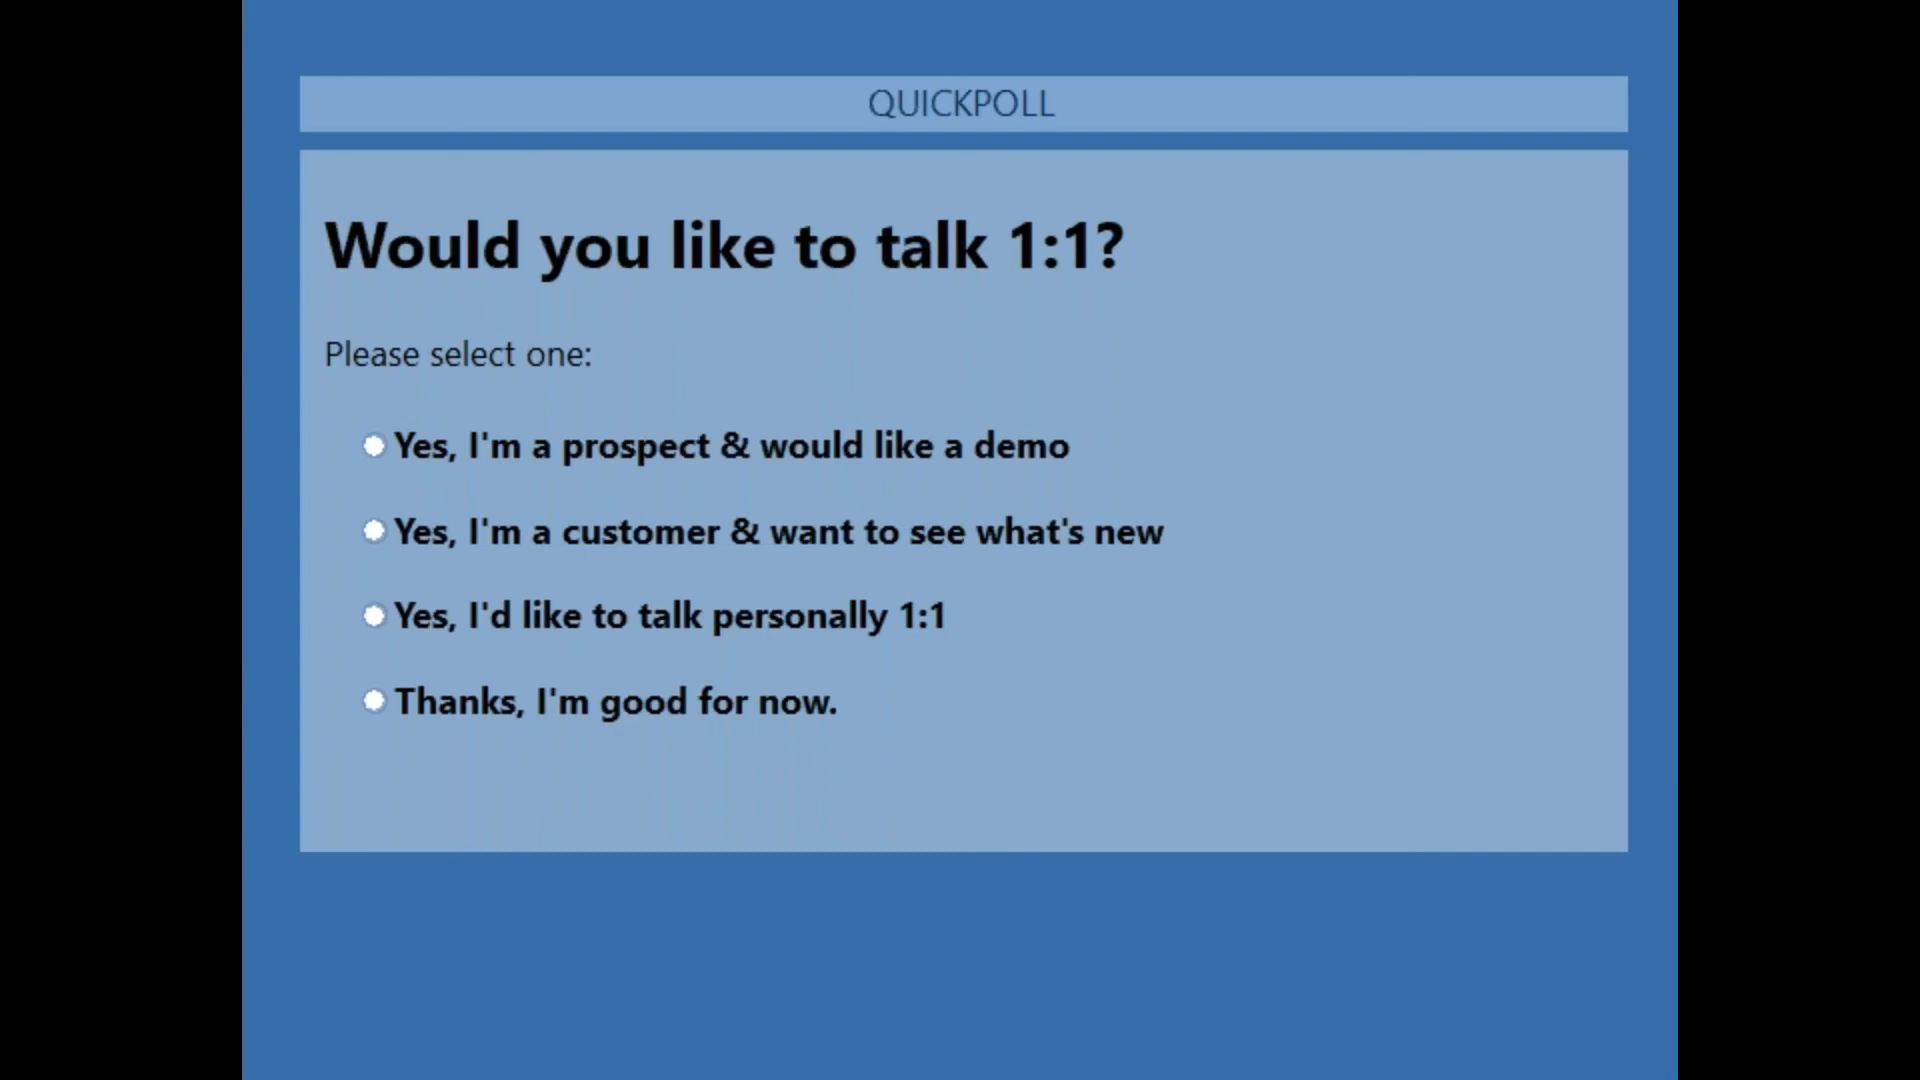 QUICKPOLL
Would you like to talk 1:1?
Please select one:
Yes, I'm a prospect & would like a demo
Yes, I'm a customer & want to see what's new
Yes, I'd like to talk personally 1:1
Thanks, I'm good for now.